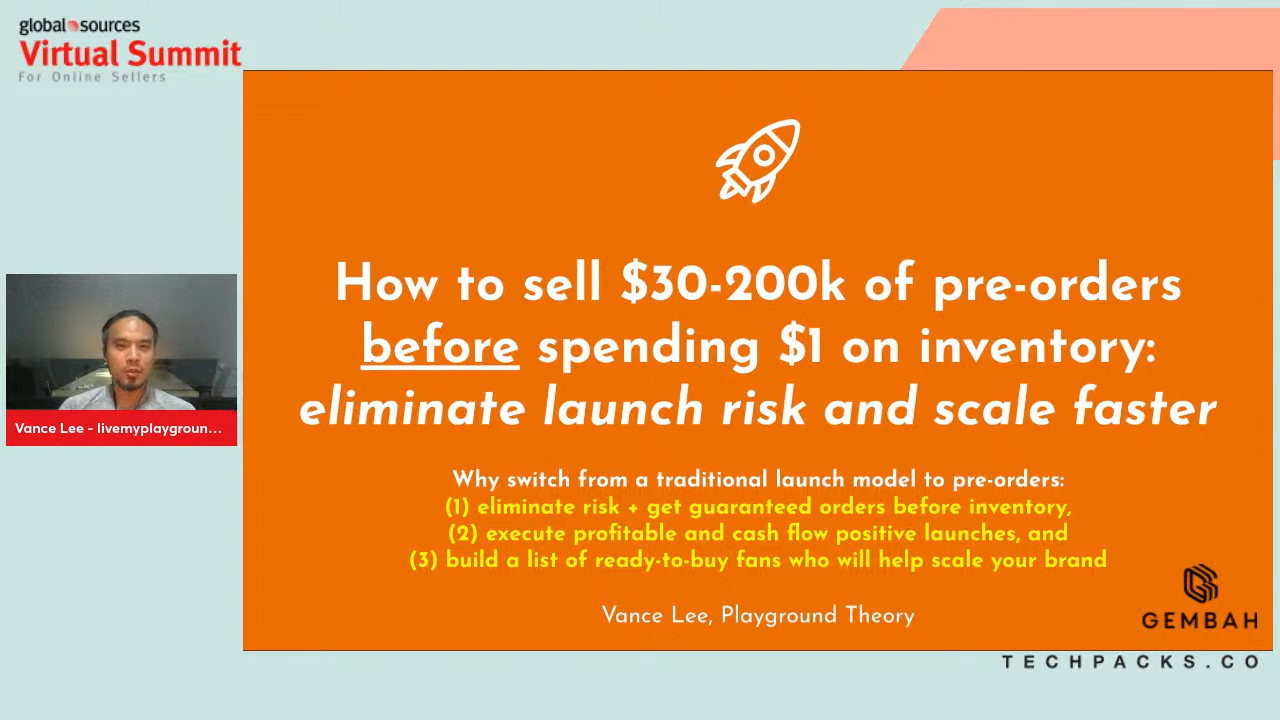 global sources
Virtual Summit
For Online Sellers
How to sell $30-200k of pre-orders
before spending $1 on inventory:
eliminate launch risk and scale faster
Why switch from a traditional launch model to pre-orders:
(1) eliminate risk + get guaranteed orders before inventory,
(2) execute profitable and cash flow positive launches, and
(3) build a list of ready-to-buy fans who will help scale your brand
Vance Lee, Playground Theory
Vance Lee - livemyplaygroun...
GEMBAH
TECHPACKS.CO